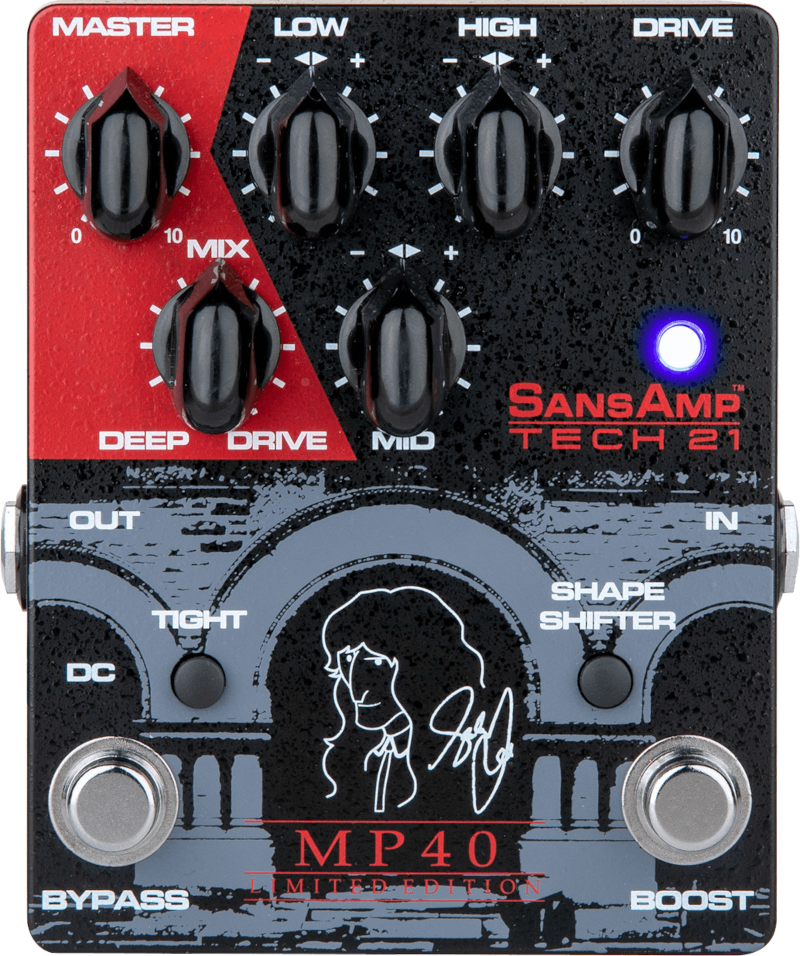 MASTER
LOW
HIGH
DRIVE
− +
− +
0 10
0 10
MIX
− +
DEEP DRIVE
MID
SANSAMP™
TECH 21
OUT
IN
TIGHT
SHAPE
SHIFTER
DC
MP40
LIMITED EDITION
BYPASS
BOOST